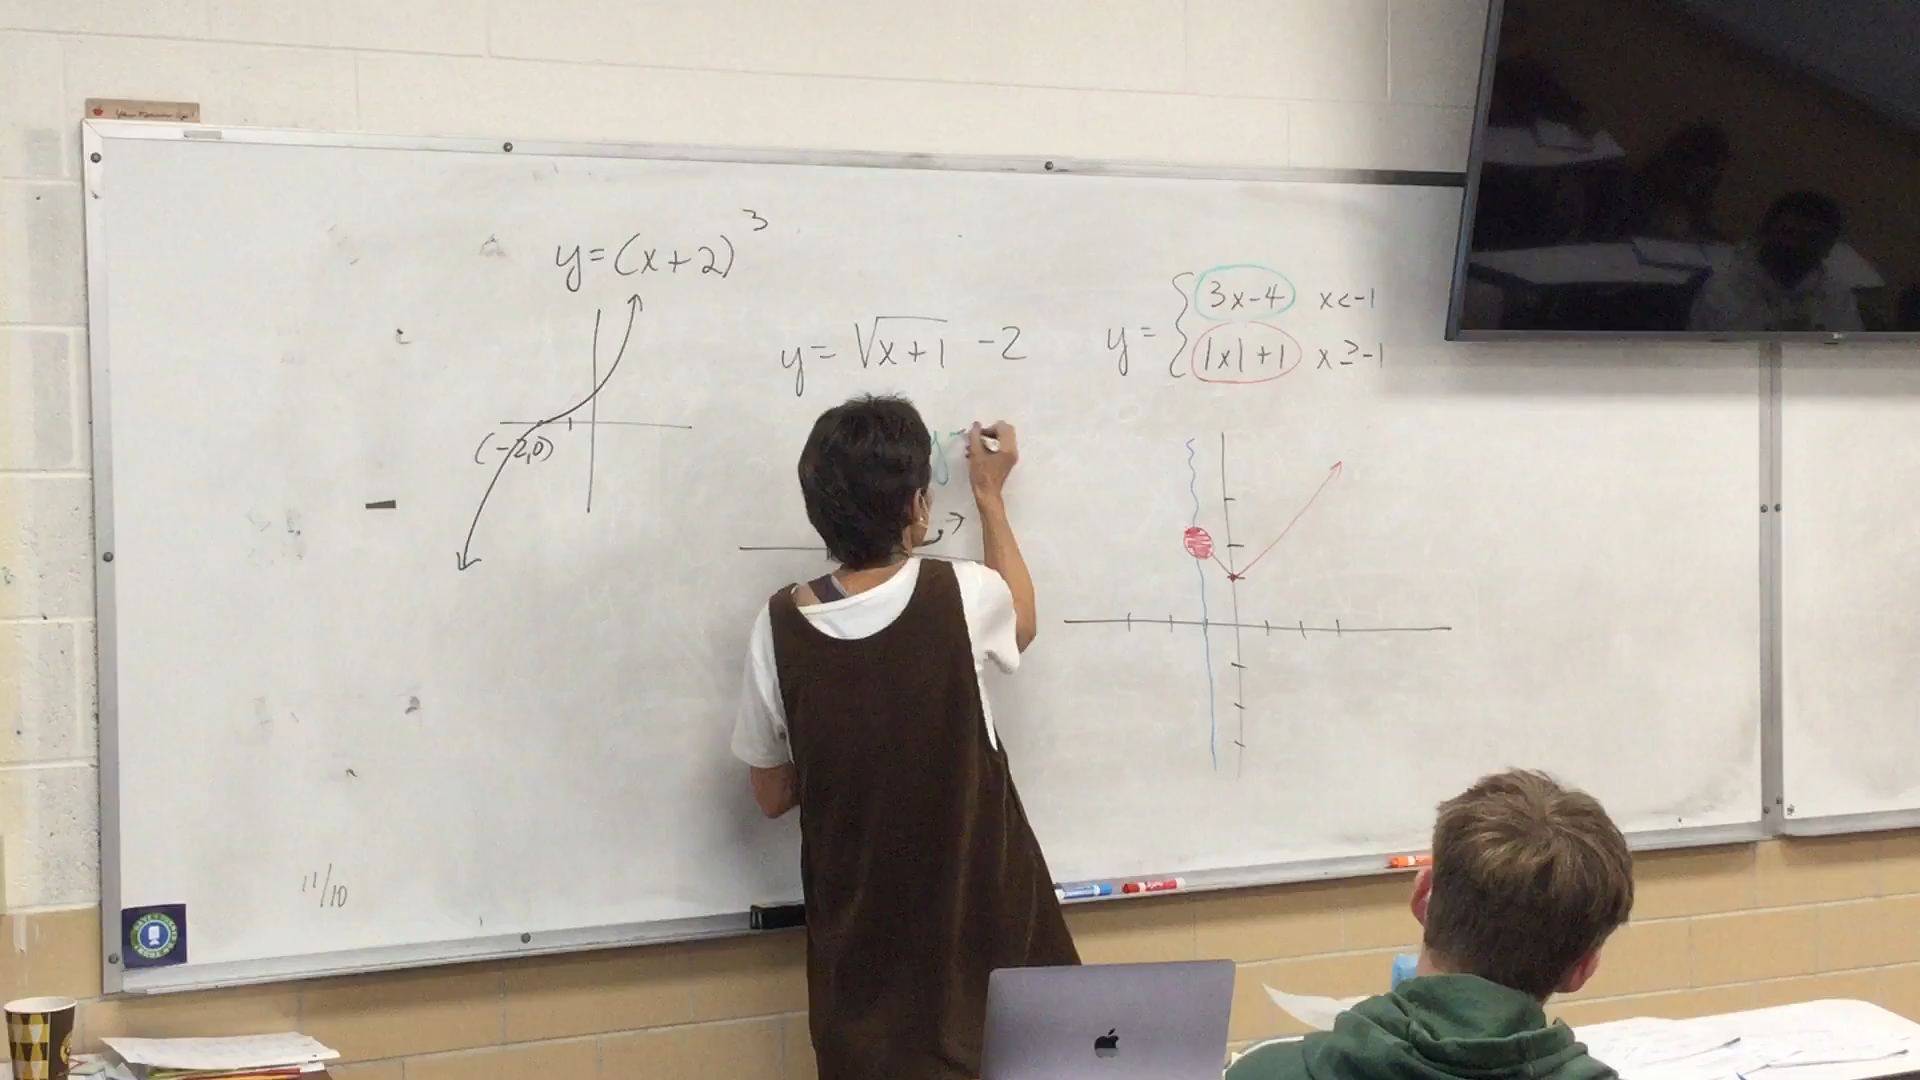 y=(x+2)³
(-2,0)
y=√x+1 -2
y={3x-4 x<-1
|x|+1 x≥-1
y=
11/10